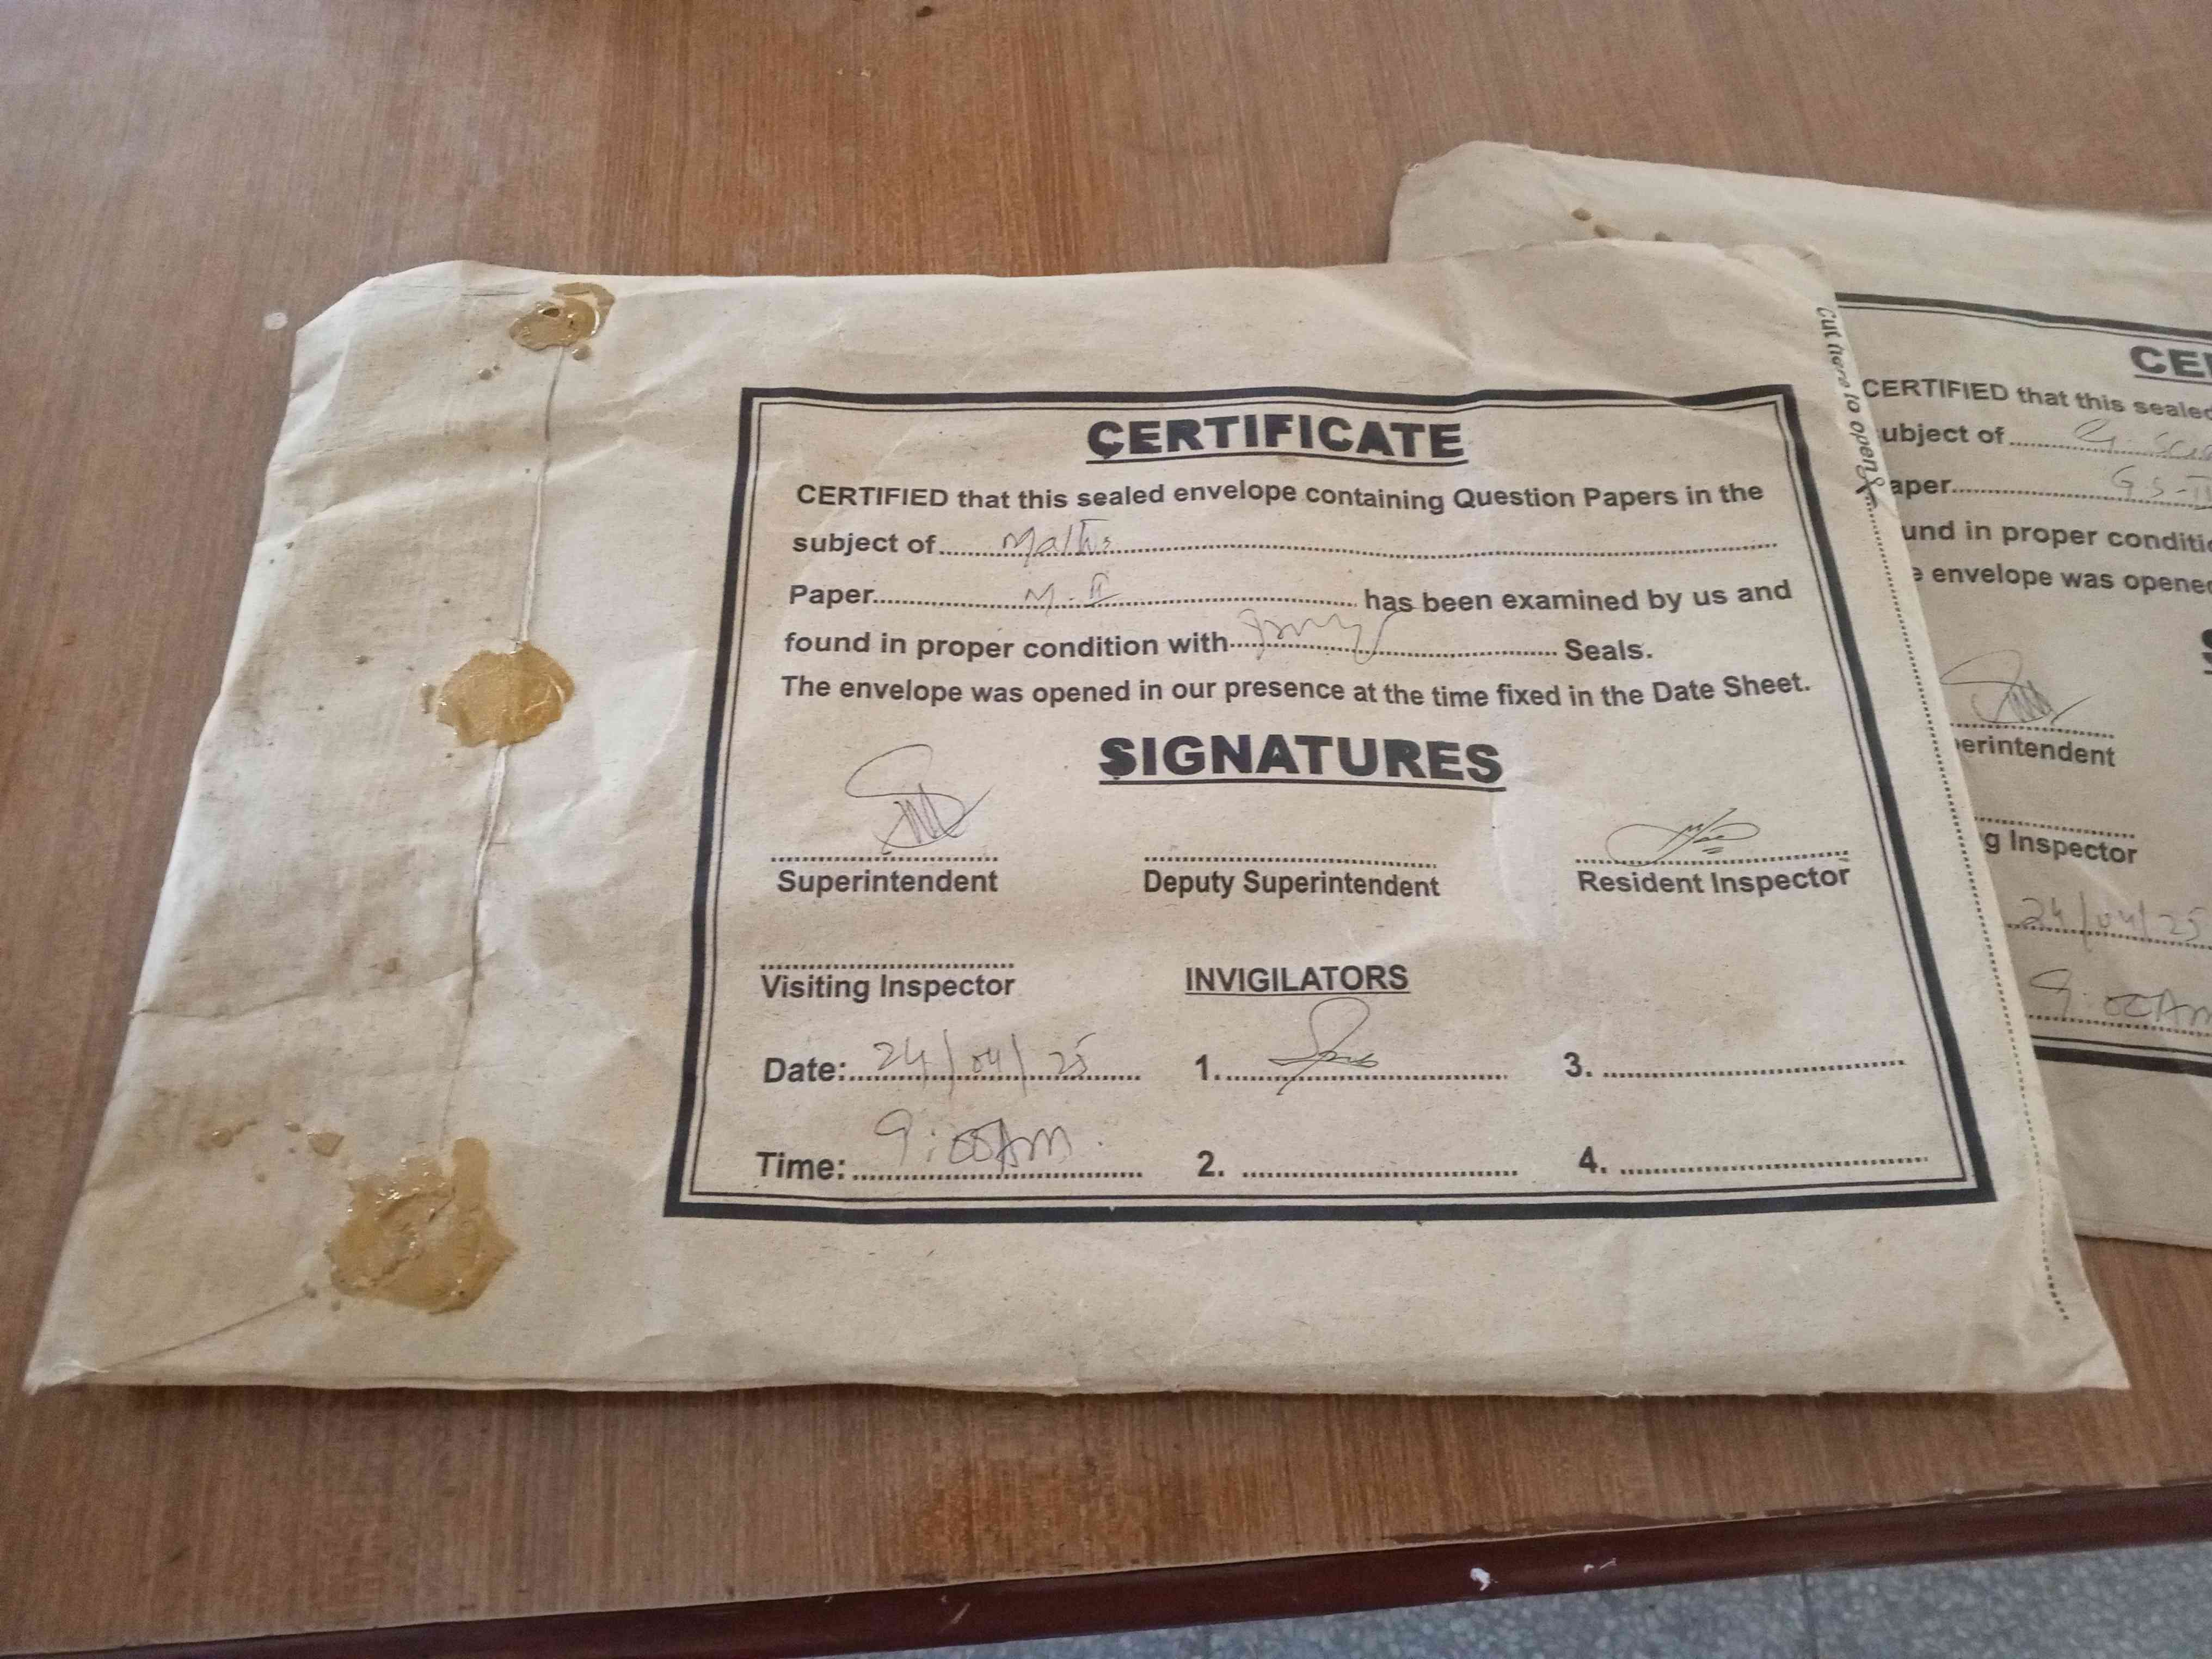 CERTIFICATE
CERTIFIED that this sealed envelope containing Question Papers in the
subject of Maths
Paper M-II has been examined by us and
found in proper condition with Seals.
The envelope was opened in our presence at the time fixed in the Date Sheet.
SIGNATURES
Superintendent
Deputy Superintendent
Resident Inspector
Visiting Inspector
INVIGILATORS
Date: 24/04/25 1. 3.
Time: 9:00AM. 2. 4.
Cut here to open
CERTIFIED that this sealed
ubject of
aper G.S-II
und in proper conditi
e envelope was opened
erintendent
g Inspector
24/04/25
9:00AM